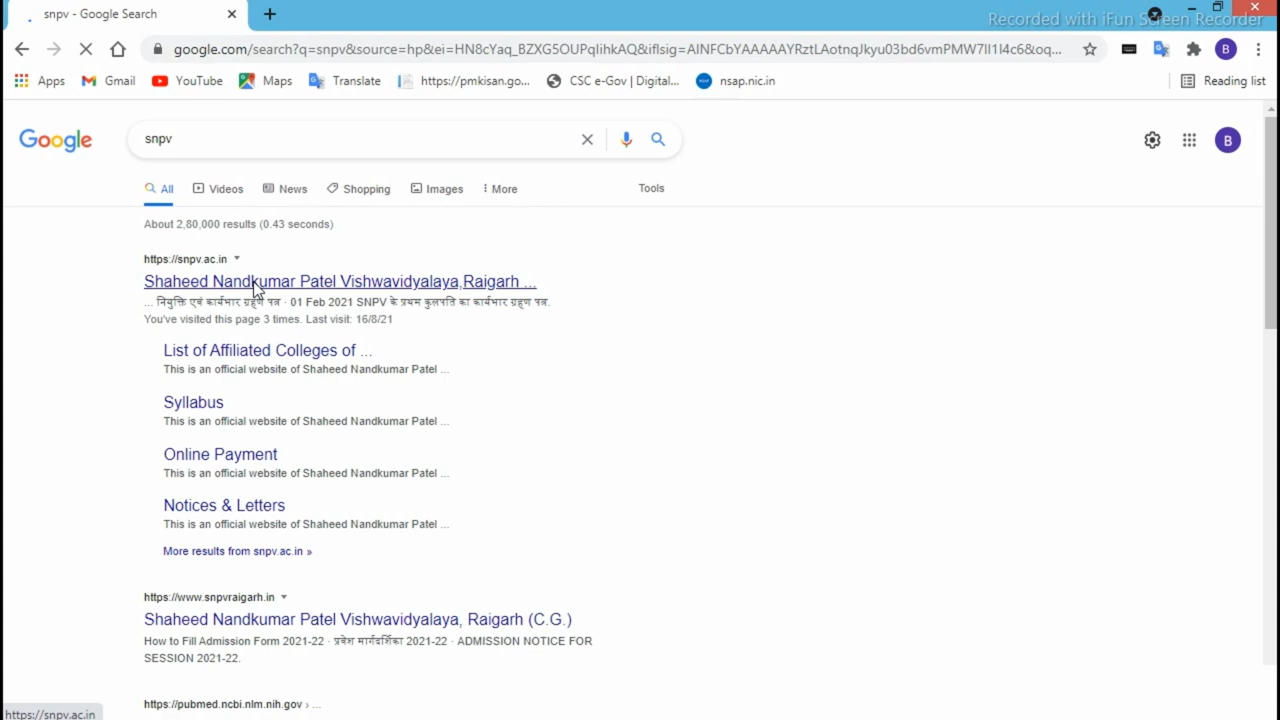 snpv - Google Search
Recorded with iFun Screen Recorder
google.com/search?q=snpv&source=hp&ei=HN8cYaq_BZXG5OUPqIihkAQ&iflsig=AINFCbYAAAAAYRztLAotnqJkyu03bd6vmPMW7lI1l4c6&oq...
B
Apps
Gmail
YouTube
Maps
Translate
https://pmkisan.go...
CSC e-Gov | Digital...
nsap.nic.in
Reading list
Google
snpv
B
All
Videos
News
Shopping
Images
More
Tools
About 2,80,000 results (0.43 seconds)
https://snpv.ac.in
Shaheed Nandkumar Patel Vishwavidyalaya,Raigarh ...
... नियुक्ति एवं कार्यभार ग्रहण पत्र · 01 Feb 2021 SNPV के प्रथम कुलपति का कार्यभार ग्रहण पत्र.
You've visited this page 3 times. Last visit: 16/8/21
List of Affiliated Colleges of ...
This is an official website of Shaheed Nandkumar Patel ...
Syllabus
This is an official website of Shaheed Nandkumar Patel ...
Online Payment
This is an official website of Shaheed Nandkumar Patel ...
Notices & Letters
This is an official website of Shaheed Nandkumar Patel ...
More results from snpv.ac.in »
https://www.snpvraigarh.in
Shaheed Nandkumar Patel Vishwavidyalaya, Raigarh (C.G.)
How to Fill Admission Form 2021-22 · प्रवेश मार्गदर्शिका 2021-22 · ADMISSION NOTICE FOR
SESSION 2021-22.
https://pubmed.ncbi.nlm.nih.gov › ...
https://snpv.ac.in